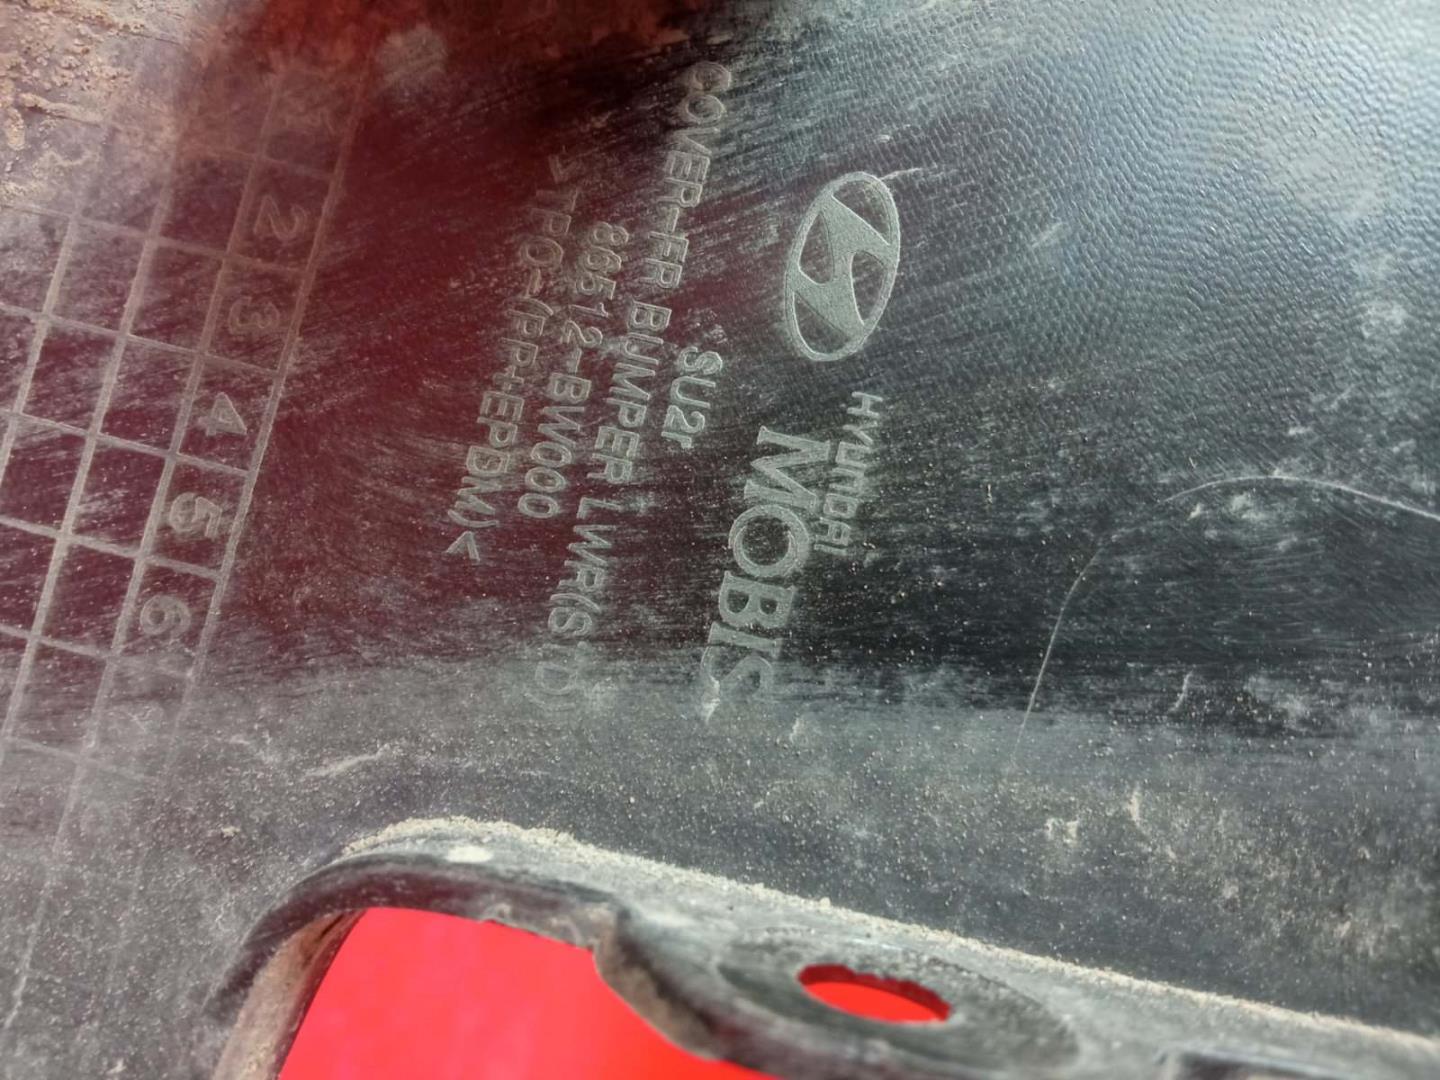 HYUNDAI
MOBIS
SU2r
COVER-FR BUMPER LWR(STD)
86512-BW000
>TPO-(PP+EPDM)<
2
3
4
5
6